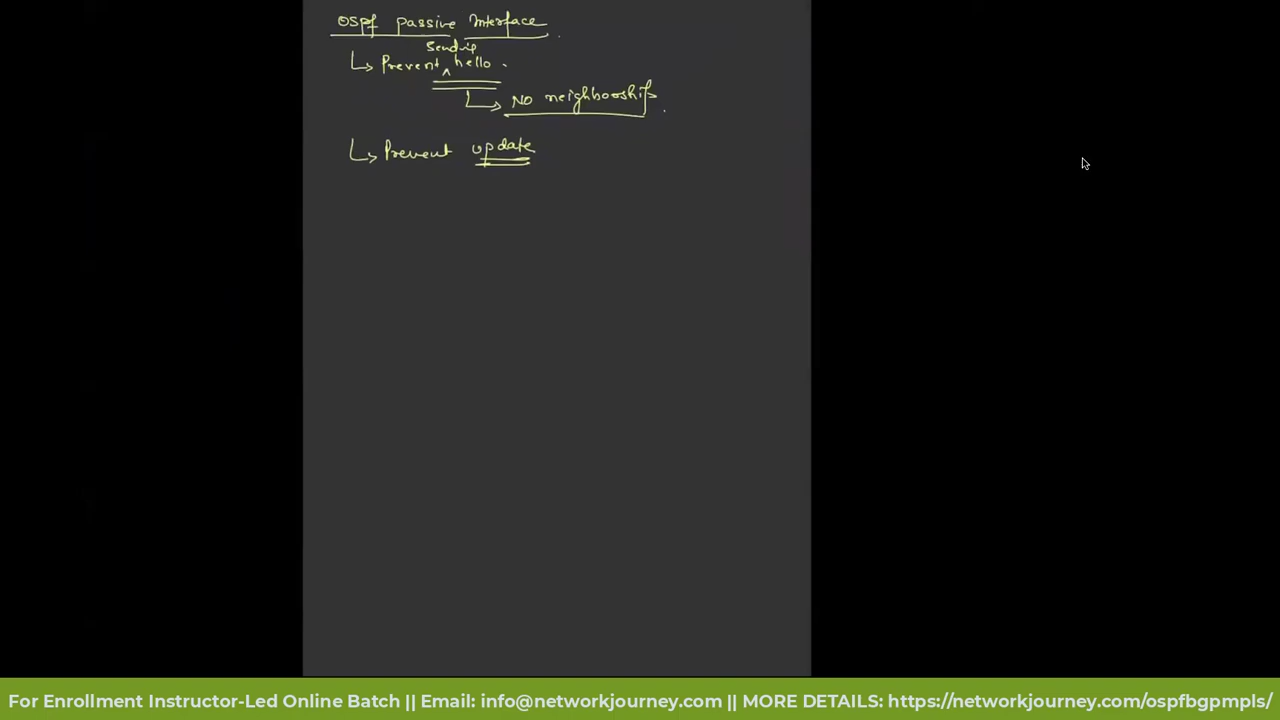 ospf passive Interface
sending
↳ Prevent ^ hello.
↳ No neighboorship
↳ Prevent update
For Enrollment Instructor-Led Online Batch || Email: info@networkjourney.com || MORE DETAILS: https://networkjourney.com/ospfbgpmpls/